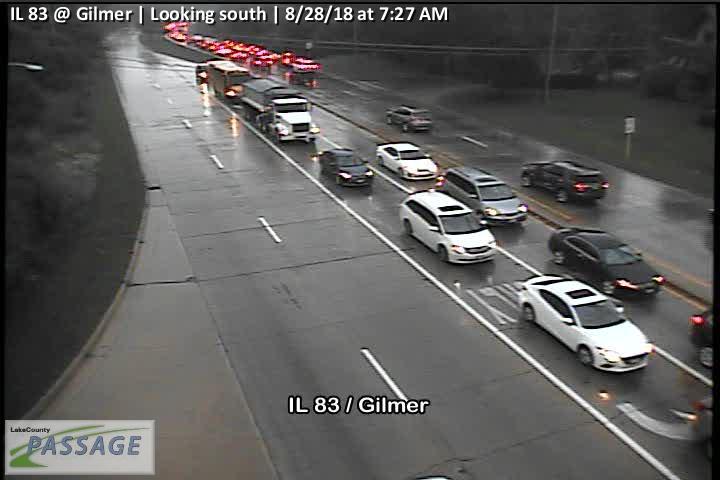 IL 83 @ Gilmer | Looking south | 8/28/18 at 7:27 AM
IL 83 / Gilmer
LakeCounty
PASSAGE